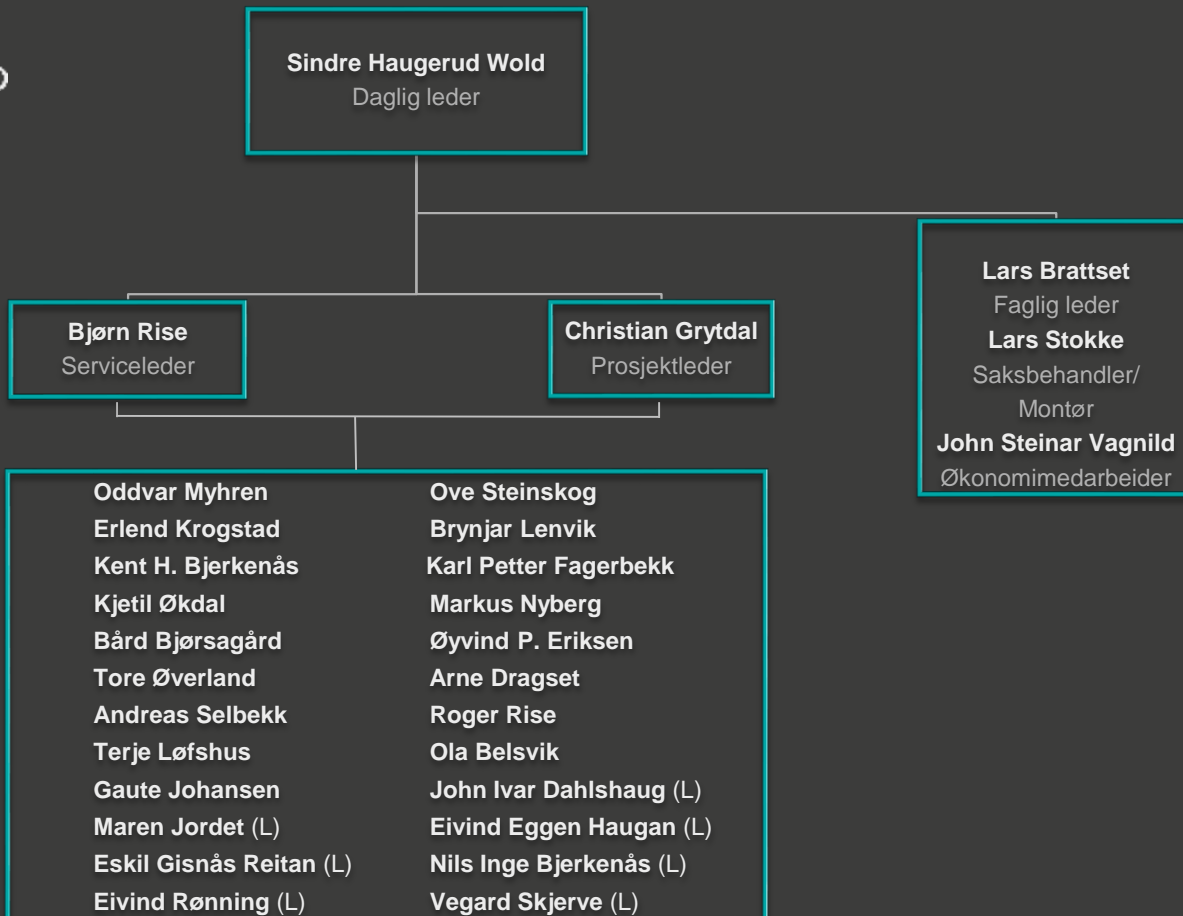 Sindre Haugerud Wold
Daglig leder
Bjørn Rise
Serviceleder
Christian Grytdal
Prosjektleder
Lars Brattset
Faglig leder
Lars Stokke
Saksbehandler/
Montør
John Steinar Vagnild
Økonomimedarbeider
Oddvar Myhren
Erlend Krogstad
Kent H. Bjerkenås
Kjetil Økdal
Bård Bjørsagård
Tore Øverland
Andreas Selbekk
Terje Løfshus
Gaute Johansen
Maren Jordet (L)
Eskil Gisnås Reitan (L)
Eivind Rønning (L)
Ove Steinskog
Brynjar Lenvik
Karl Petter Fagerbekk
Markus Nyberg
Øyvind P. Eriksen
Arne Dragset
Roger Rise
Ola Belsvik
John Ivar Dahlshaug (L)
Eivind Eggen Haugan (L)
Nils Inge Bjerkenås (L)
Vegard Skjerve (L)